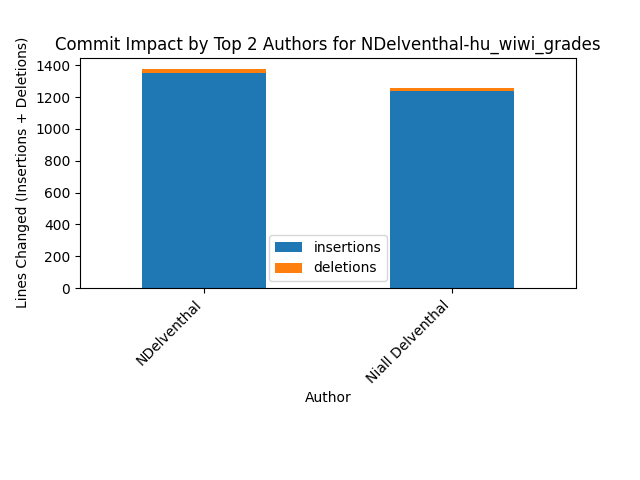 Commit Impact by Top 2 Authors for NDelventhal-hu_wiwi_grades
Lines Changed (Insertions + Deletions)
1400
1200
1000
800
600
400
200
0
insertions
deletions
NDelventhal
Niall Delventhal
Author